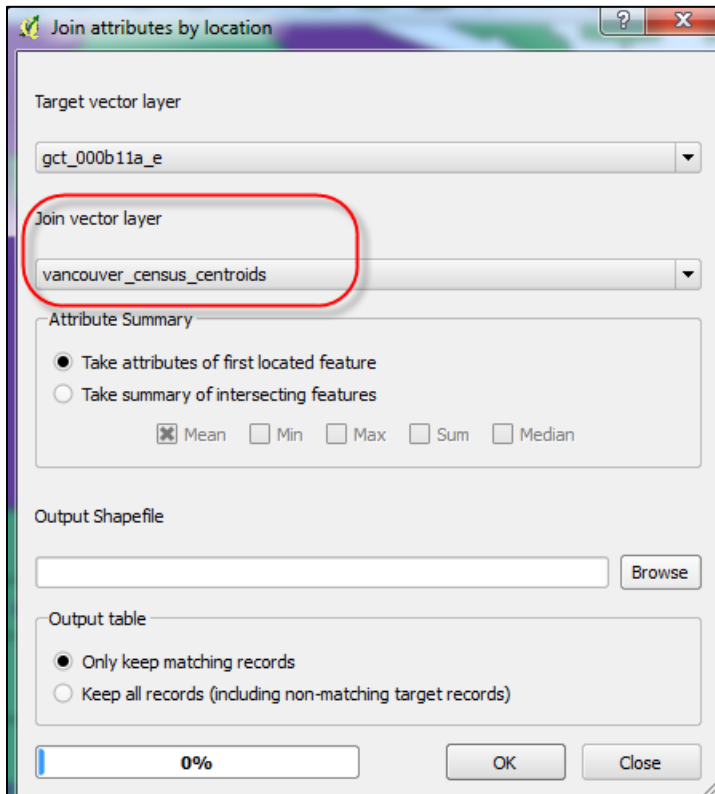 Join attributes by location
?
X
Target vector layer
gct_000b11a_e
Join vector layer
vancouver_census_centroids
Attribute Summary
Take attributes of first located feature
Take summary of intersecting features
Mean Min Max Sum Median
Output Shapefile
Browse
Output table
Only keep matching records
Keep all records (including non-matching target records)
0% OK Close